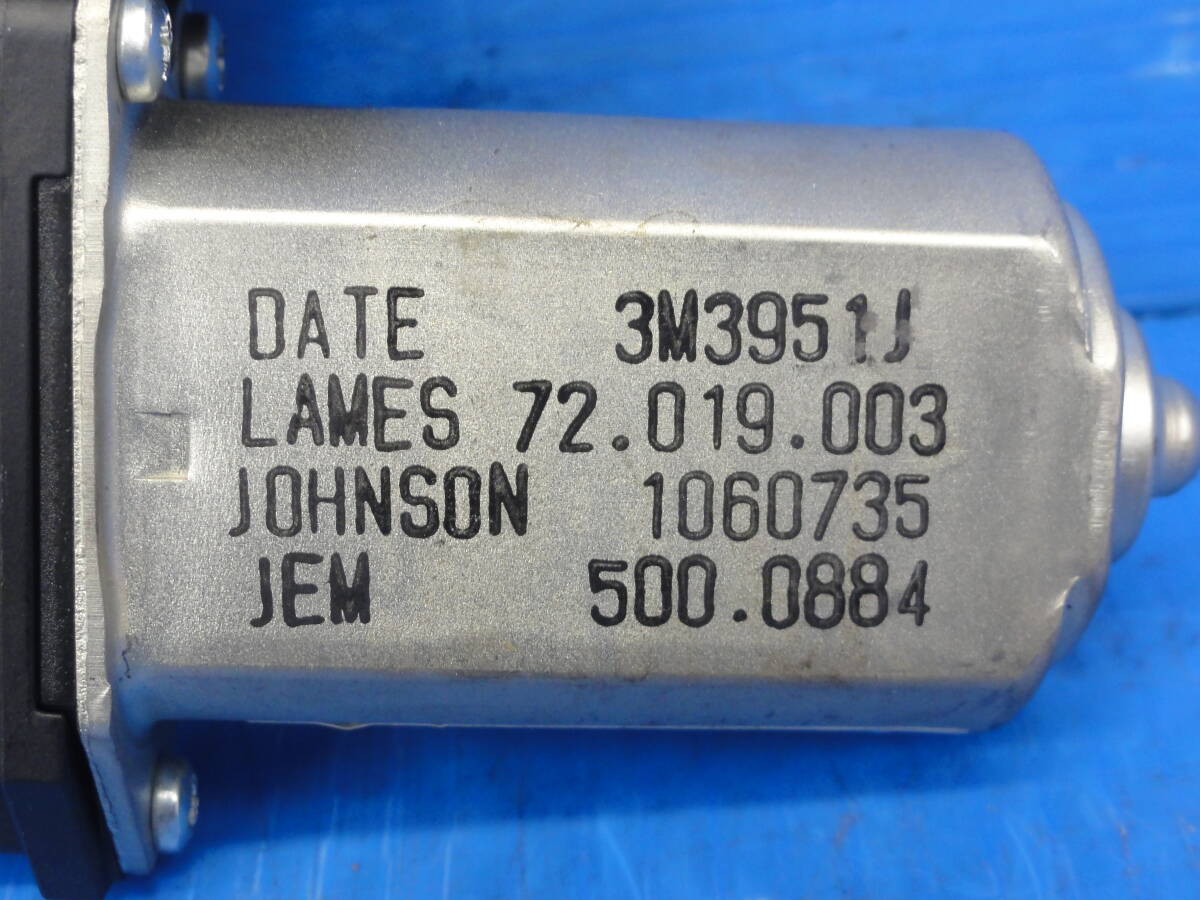 DATE 3M3951J
LAMES 72.019.003
JOHNSON 1060735
JEM 500.0884